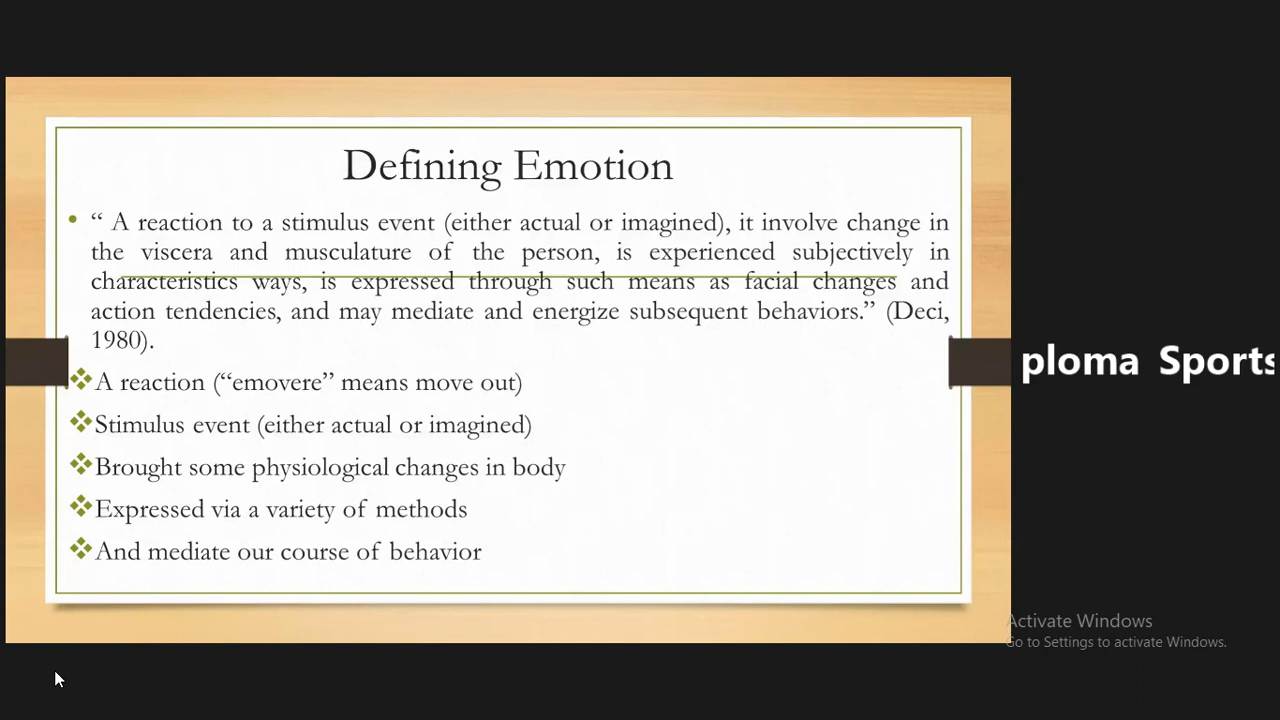 Defining Emotion
• “ A reaction to a stimulus event (either actual or imagined), it involve change in
the viscera and musculature of the person, is experienced subjectively in
characteristics ways, is expressed through such means as facial changes and
action tendencies, and may mediate and energize subsequent behaviors.” (Deci,
1980).
❖A reaction (“emovere” means move out)
❖Stimulus event (either actual or imagined)
❖Brought some physiological changes in body
❖Expressed via a variety of methods
❖And mediate our course of behavior
ploma Sports
Activate Windows
Go to Settings to activate Windows.